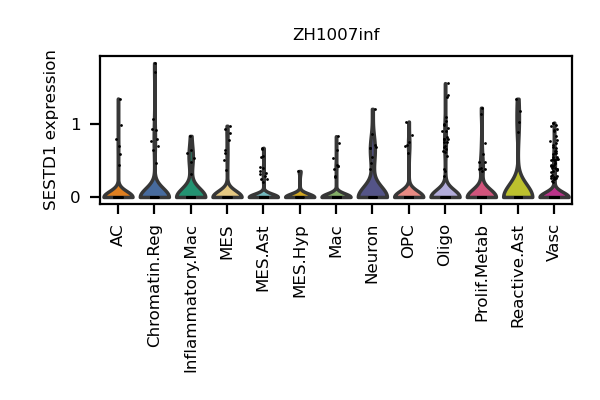 ZH1007inf
SESTD1 expression
1
0
AC
Chromatin.Reg
Inflammatory.Mac
MES
MES.Ast
MES.Hyp
Mac
Neuron
OPC
Oligo
Prolif.Metab
Reactive.Ast
Vasc